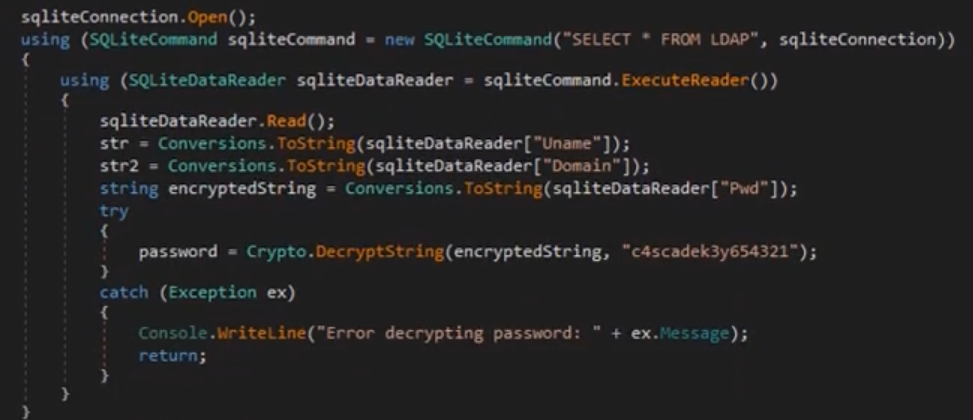 sqliteConnection.Open();
using (SQLiteCommand sqliteCommand = new SQLiteCommand("SELECT * FROM LDAP", sqliteConnection))
{
using (SQLiteDataReader sqliteDataReader = sqliteCommand.ExecuteReader())
{
sqliteDataReader.Read();
str = Conversions.ToString(sqliteDataReader["Uname"]);
str2 = Conversions.ToString(sqliteDataReader["Domain"]);
string encryptedString = Conversions.ToString(sqliteDataReader["Pwd"]);
try
{
password = Crypto.DecryptString(encryptedString, "c4scadek3y654321");
}
catch (Exception ex)
{
Console.WriteLine("Error decrypting password: " + ex.Message);
return;
}
}
}